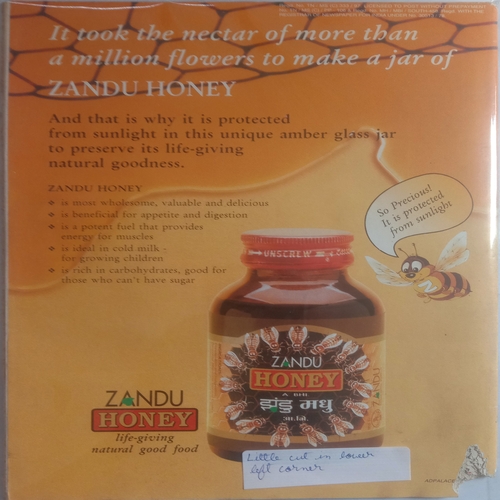 It took the nectar of more than
a million flowers to make a jar of
ZANDU HONEY
And that is why it is protected
from sunlight in this unique amber glass jar
to preserve its life-giving
natural goodness.
ZANDU HONEY
is most wholesome, valuable and delicious
is beneficial for appetite and digestion
is a potent fuel that provides
energy for muscles
is ideal in cold milk -
for growing children
is rich in carbohydrates, good for
those who can't have sugar
So Precious!
It is protected
from sunlight
UNSCREW
ZANDU
HONEY
झंडु मधु
ZANDU
ZANDU
HONEY
life-giving
natural good food
Little cut in lower
left corner